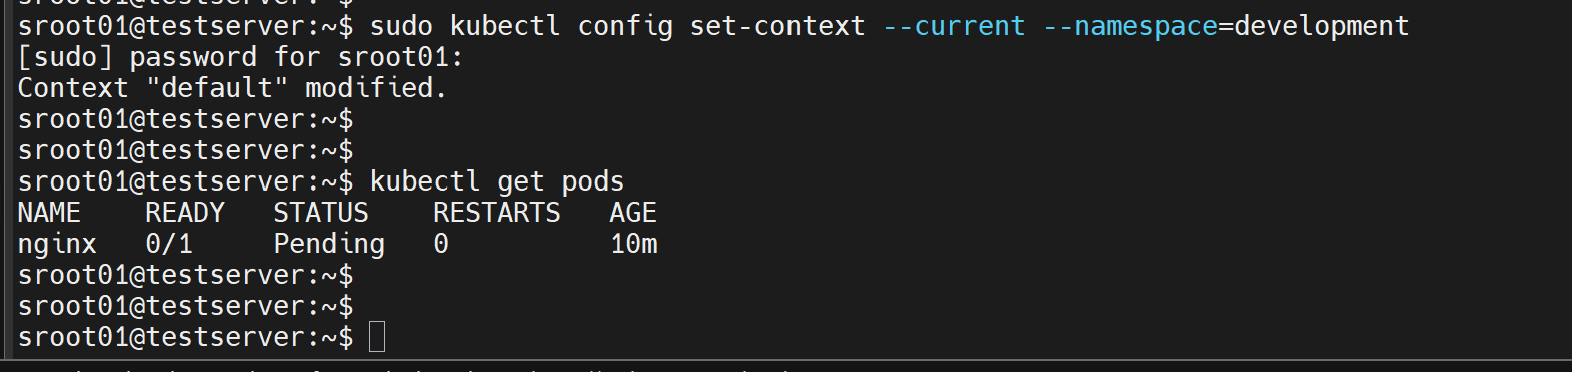 sroot01@testserver:~$ sudo kubectl config set-context --current --namespace=development
[sudo] password for sroot01:
Context "default" modified.
sroot01@testserver:~$
sroot01@testserver:~$
sroot01@testserver:~$ kubectl get pods
NAME    READY   STATUS    RESTARTS   AGE
nginx   0/1     Pending   0          10m
sroot01@testserver:~$
sroot01@testserver:~$
sroot01@testserver:~$